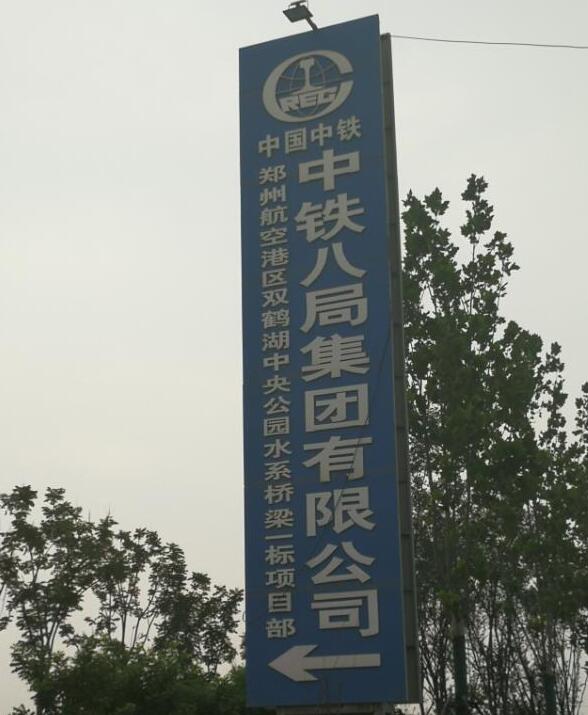 CREG
中国中铁
中铁八局集团有限公司
郑州航空港区双鹤湖中央公园水系桥梁一标项目部